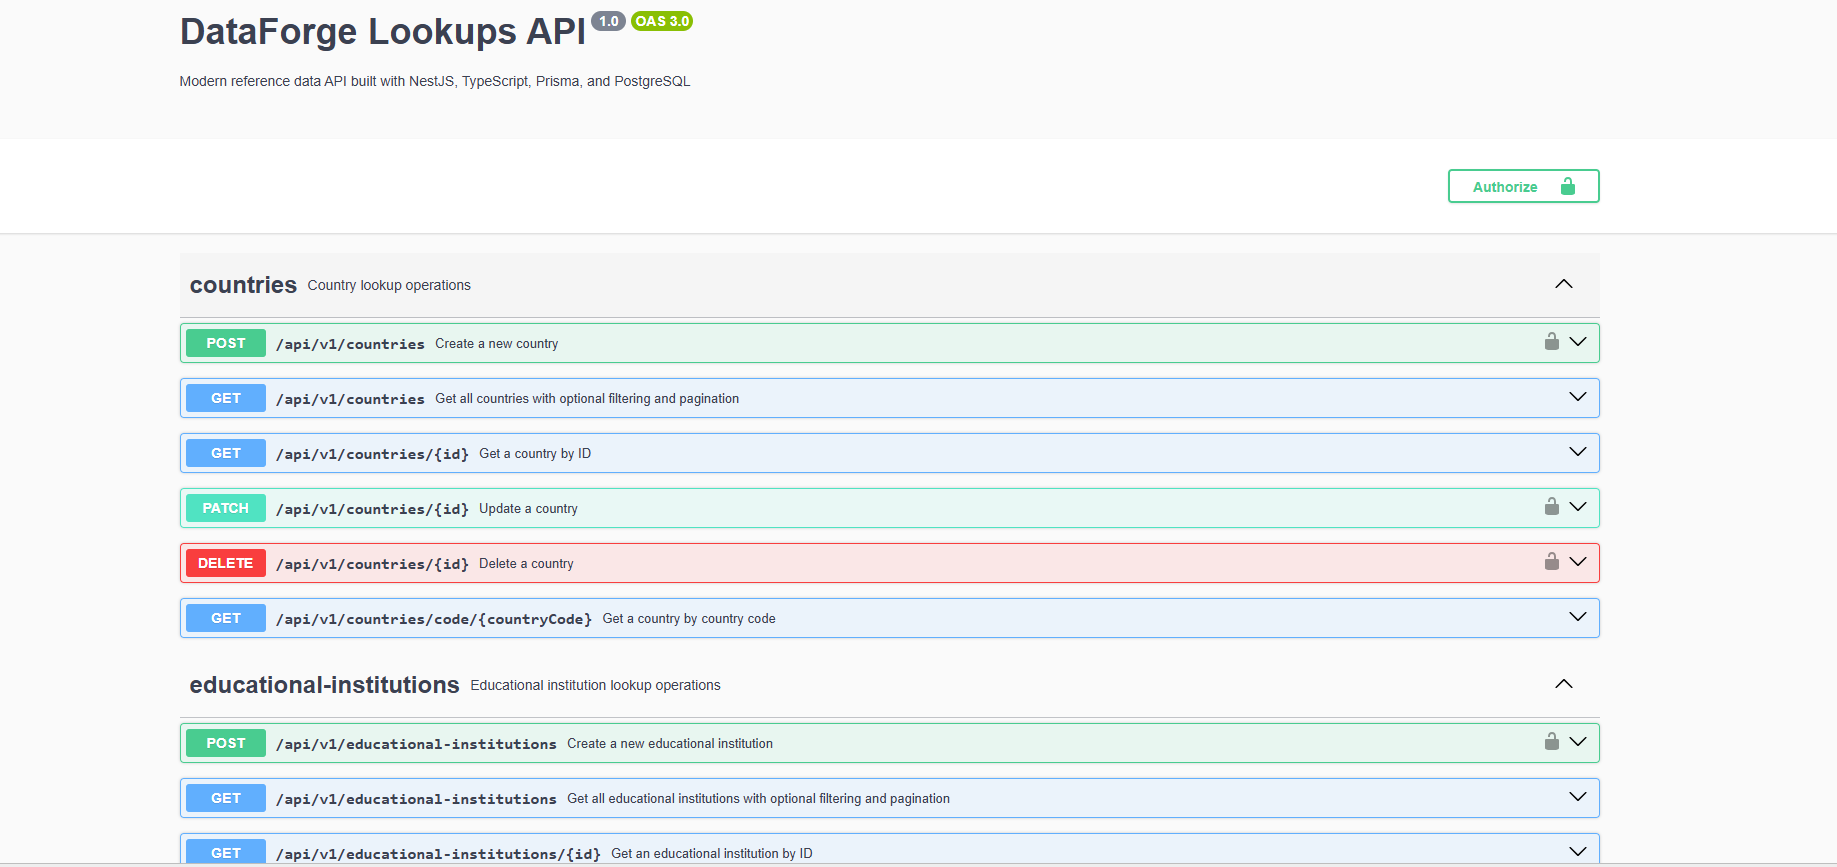 DataForge Lookups API 1.0 OAS 3.0
Modern reference data API built with NestJS, TypeScript, Prisma, and PostgreSQL
Authorize
countries Country lookup operations
POST /api/v1/countries Create a new country
GET /api/v1/countries Get all countries with optional filtering and pagination
GET /api/v1/countries/{id} Get a country by ID
PATCH /api/v1/countries/{id} Update a country
DELETE /api/v1/countries/{id} Delete a country
GET /api/v1/countries/code/{countryCode} Get a country by country code
educational-institutions Educational institution lookup operations
POST /api/v1/educational-institutions Create a new educational institution
GET /api/v1/educational-institutions Get all educational institutions with optional filtering and pagination
GET /api/v1/educational-institutions/{id} Get an educational institution by ID